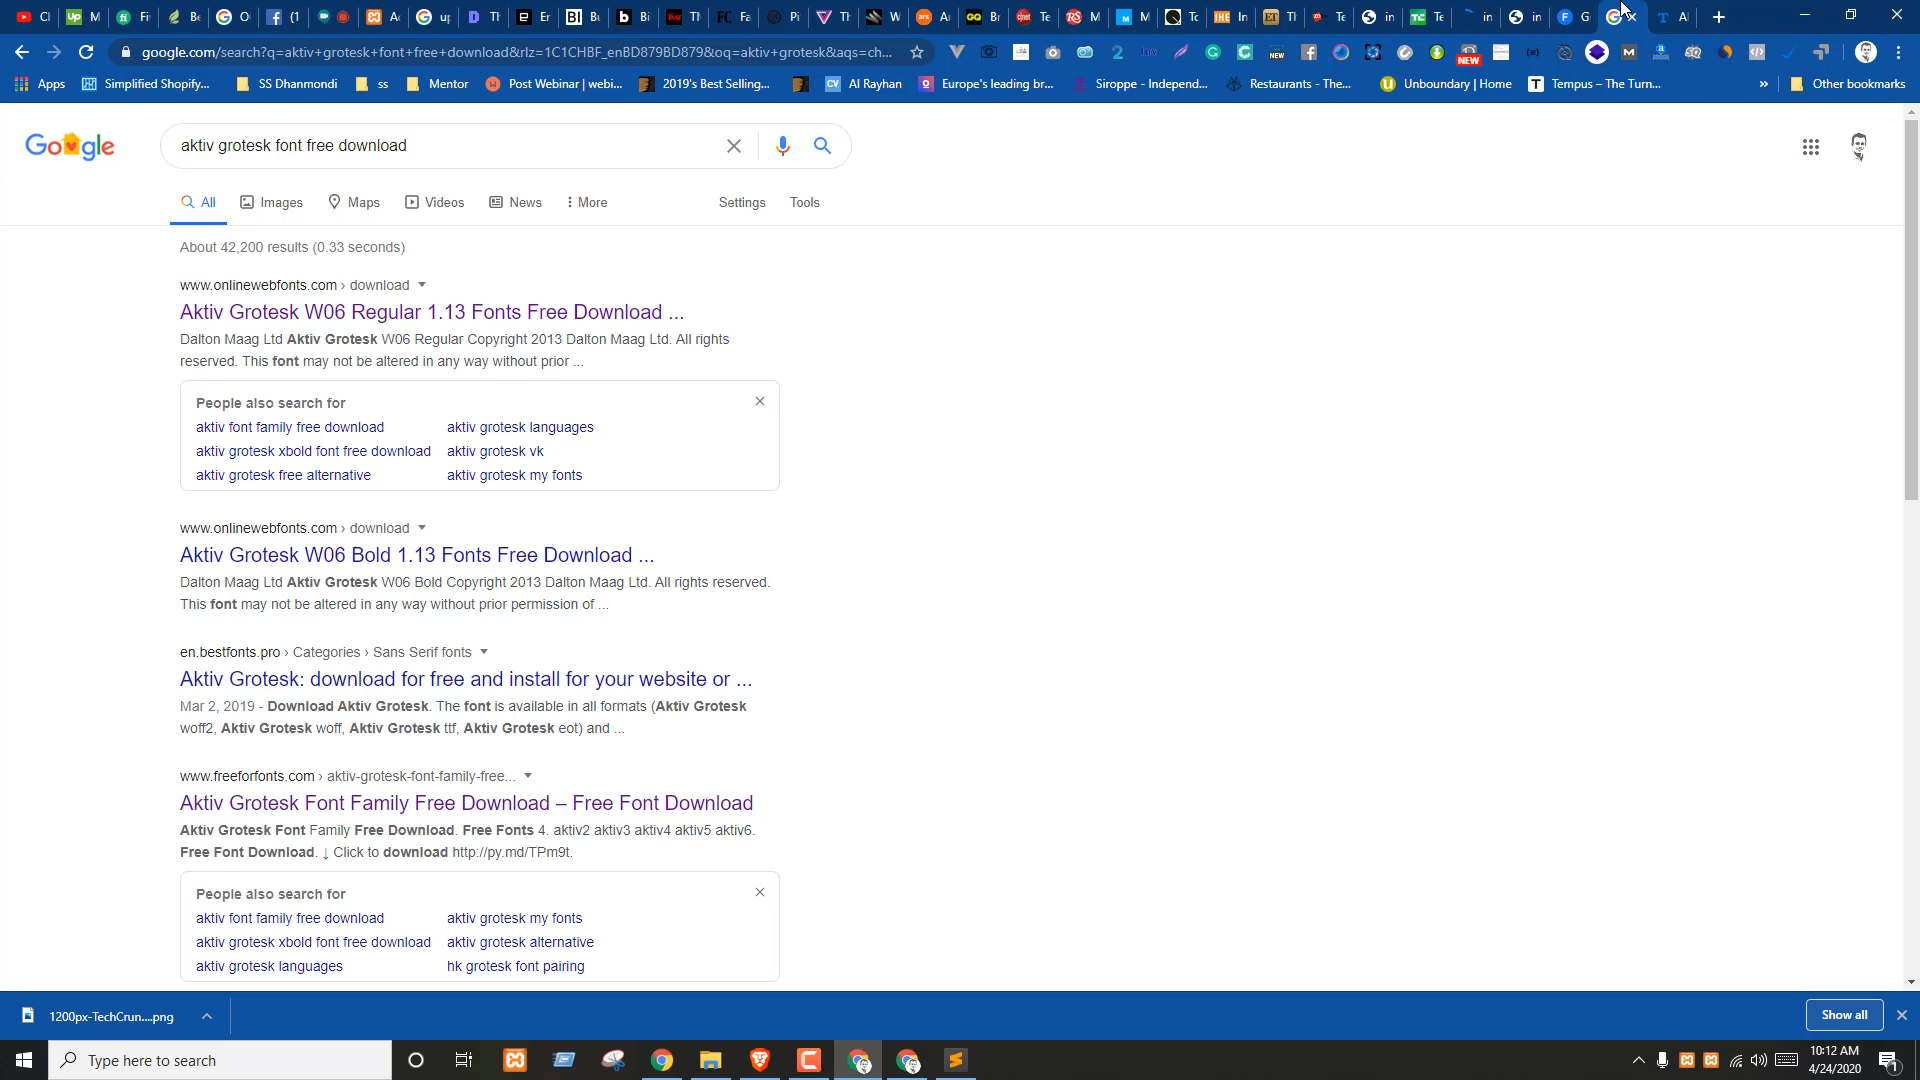 google.com/search?q=aktiv+grotesk+font+free+download&rlz=1C1CHBF_enBD879BD879&oq=aktiv+grotesk&aqs=ch...
Apps
Simplified Shopify...
SS Dhanmondi
ss
Mentor
Post Webinar | webi...
2019's Best Selling...
Al Rayhan
Europe's leading br...
Siroppe - Independ...
Restaurants - The...
Unboundary | Home
Tempus – The Turn...
Other bookmarks
Google
aktiv grotesk font free download
All
Images
Maps
Videos
News
More
Settings
Tools
About 42,200 results (0.33 seconds)
www.onlinewebfonts.com › download
Aktiv Grotesk W06 Regular 1.13 Fonts Free Download ...
Dalton Maag Ltd Aktiv Grotesk W06 Regular Copyright 2013 Dalton Maag Ltd. All rights
reserved. This font may not be altered in any way without prior ...
People also search for
aktiv font family free download
aktiv grotesk languages
aktiv grotesk xbold font free download
aktiv grotesk vk
aktiv grotesk free alternative
aktiv grotesk my fonts
www.onlinewebfonts.com › download
Aktiv Grotesk W06 Bold 1.13 Fonts Free Download ...
Dalton Maag Ltd Aktiv Grotesk W06 Bold Copyright 2013 Dalton Maag Ltd. All rights reserved.
This font may not be altered in any way without prior permission of ...
en.bestfonts.pro › Categories › Sans Serif fonts
Aktiv Grotesk: download for free and install for your website or ...
Mar 2, 2019 - Download Aktiv Grotesk. The font is available in all formats (Aktiv Grotesk
woff2, Aktiv Grotesk woff, Aktiv Grotesk ttf, Aktiv Grotesk eot) and ...
www.freeforfonts.com › aktiv-grotesk-font-family-free...
Aktiv Grotesk Font Family Free Download – Free Font Download
Aktiv Grotesk Font Family Free Download. Free Fonts 4. aktiv2 aktiv3 aktiv4 aktiv5 aktiv6.
Free Font Download. ↓ Click to download http://py.md/TPm9t.
People also search for
aktiv font family free download
aktiv grotesk my fonts
aktiv grotesk xbold font free download
aktiv grotesk alternative
aktiv grotesk languages
hk grotesk font pairing
1200px-TechCrun....png
Show all
Type here to search
10:12 AM
4/24/2020